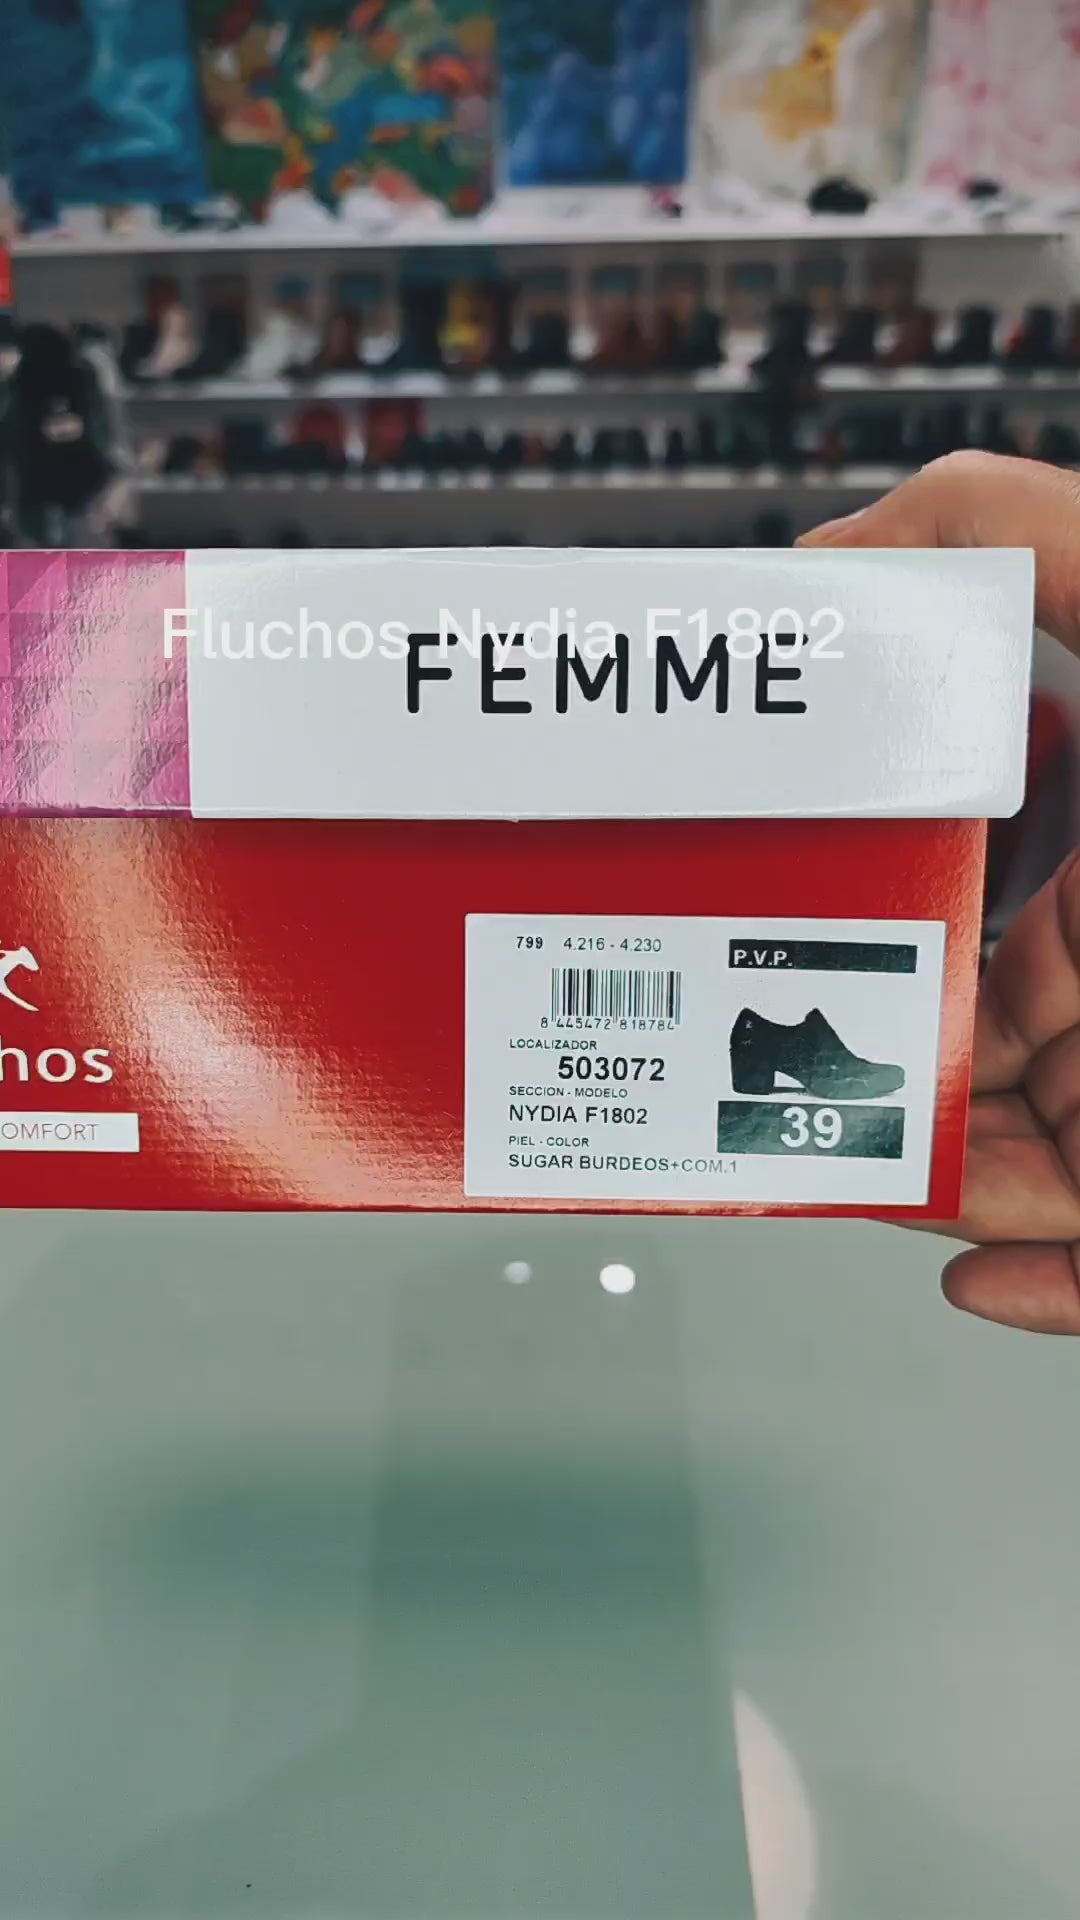 Fluchos Nydia F1802
FEMME
hos
OMFORT
799 4.216 - 4.230
P.V.P.
8 445472 818784
LOCALIZADOR
503072
SECCION - MODELO
NYDIA F1802
39
PIEL - COLOR
SUGAR BURDEOS+COM.1